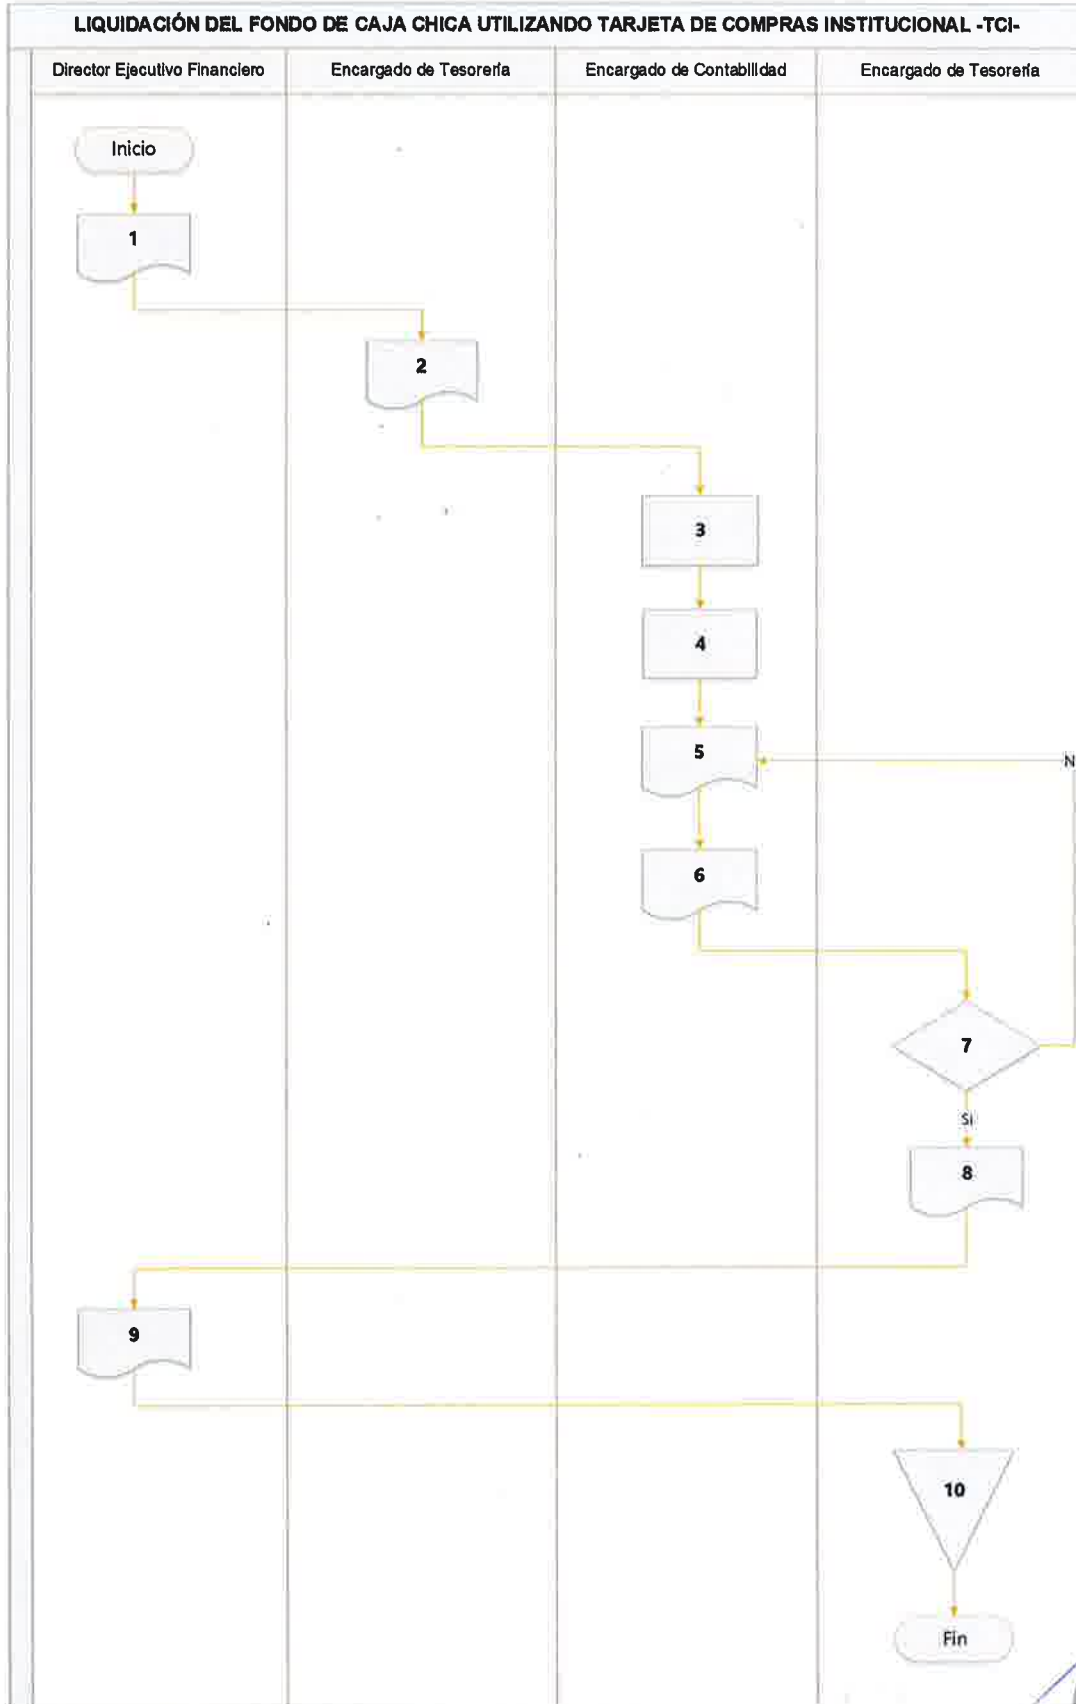 LIQUIDACIÓN DEL FONDO DE CAJA CHICA UTILIZANDO TARJETA DE COMPRAS INSTITUCIONAL -TCI-
Director Ejecutivo Financiero Encargado de Tesorería Encargado de Contabilidad Encargado de Tesorería
Inicio
1
2
3
4
5
N
6
7
Si
8
9
10
Fin